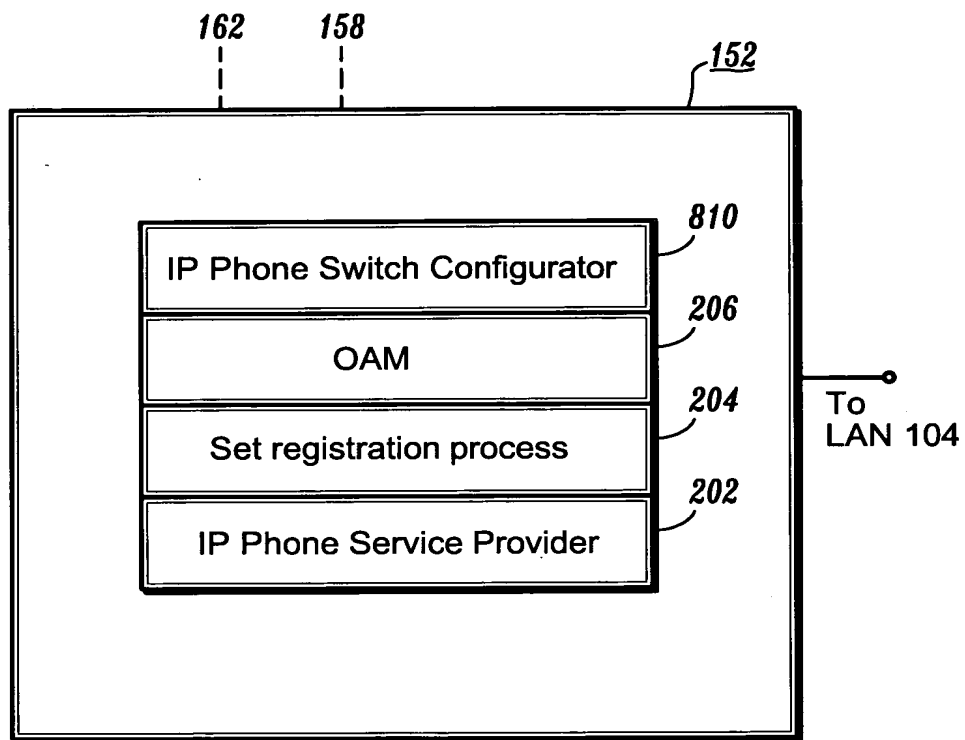 162 158 152
810
IP Phone Switch Configurator
206
OAM
204
Set registration process
To
LAN 104
202
IP Phone Service Provider